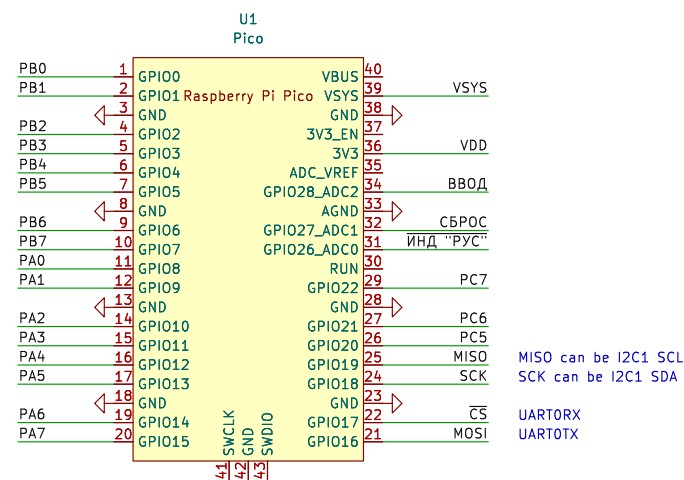 U1
Pico
PB0 1 GPIO0 VBUS 40
PB1 2 GPIO1 Raspberry Pi Pico VSYS 39 VSYS
3 GND GND 38
PB2 4 GPIO2 3V3_EN 37
PB3 5 GPIO3 3V3 36 VDD
PB4 6 GPIO4 ADC_VREF 35
PB5 7 GPIO5 GPIO28_ADC2 34 ВВОД
8 GND AGND 33
PB6 9 GPIO6 GPIO27_ADC1 32 СБРОС
PB7 10 GPIO7 GPIO26_ADC0 31 ИНД "РУС"
PA0 11 GPIO8 RUN 30
PA1 12 GPIO9 GPIO22 29 PC7
13 GND GND 28
PA2 14 GPIO10 GPIO21 27 PC6
PA3 15 GPIO11 GPIO20 26 PC5
PA4 16 GPIO12 GPIO19 25 MISO MISO can be I2C1 SCL
PA5 17 GPIO13 GPIO18 24 SCK SCK can be I2C1 SDA
18 GND GND 23
PA6 19 GPIO14 GPIO17 22 CS UART0RX
PA7 20 GPIO15 GPIO16 21 MOSI UART0TX
SWCLK GND SWDIO
41 42 43